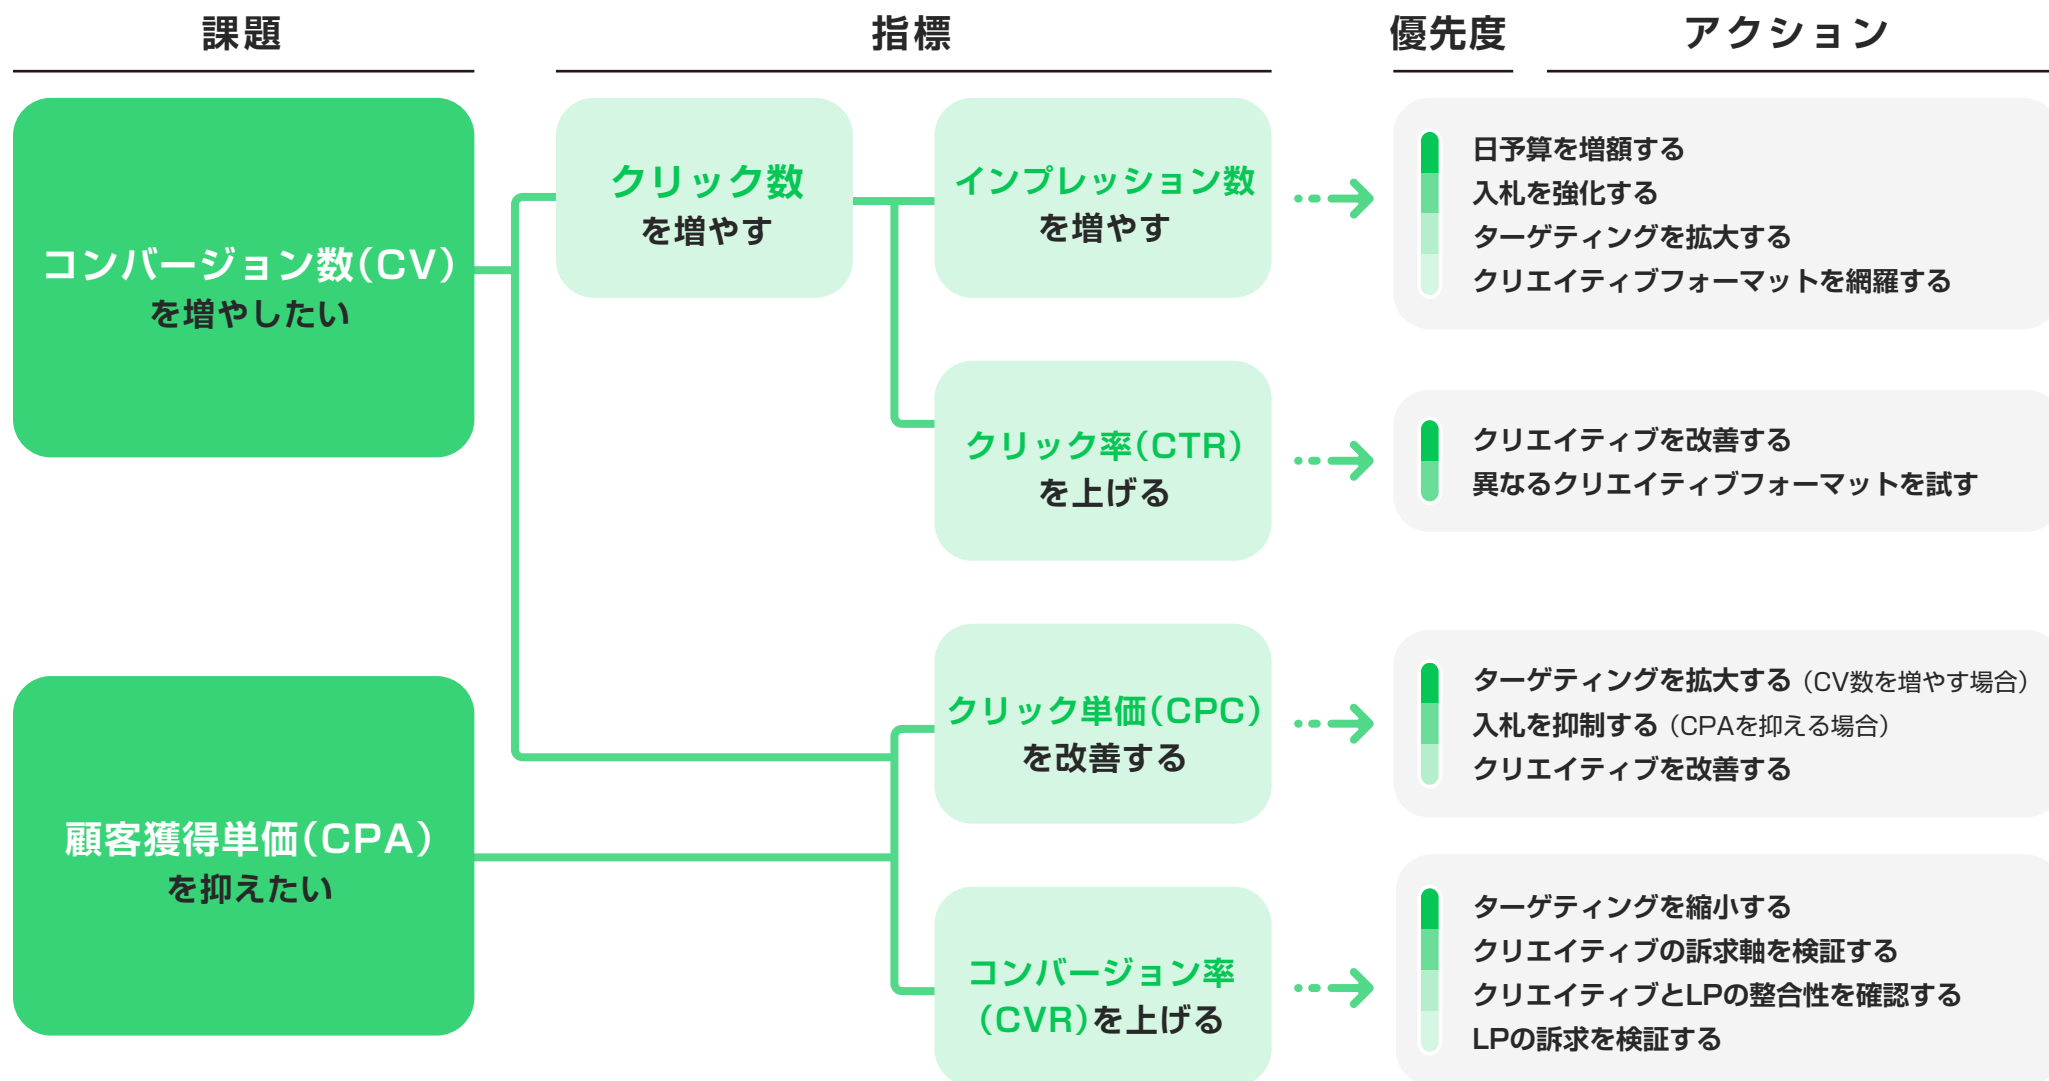 課題
指標
優先度
アクション
コンバージョン数(CV)
を増やしたい
クリック数
を増やす
インプレッション数
を増やす
日予算を増額する
入札を強化する
ターゲティングを拡大する
クリエイティブフォーマットを網羅する
クリック率(CTR)
を上げる
クリエイティブを改善する
異なるクリエイティブフォーマットを試す
顧客獲得単価(CPA)
を抑えたい
クリック単価(CPC)
を改善する
ターゲティングを拡大する（CV数を増やす場合）
入札を抑制する（CPAを抑える場合）
クリエイティブを改善する
コンバージョン率
(CVR)を上げる
ターゲティングを縮小する
クリエイティブの訴求軸を検証する
クリエイティブとLPの整合性を確認する
LPの訴求を検証する